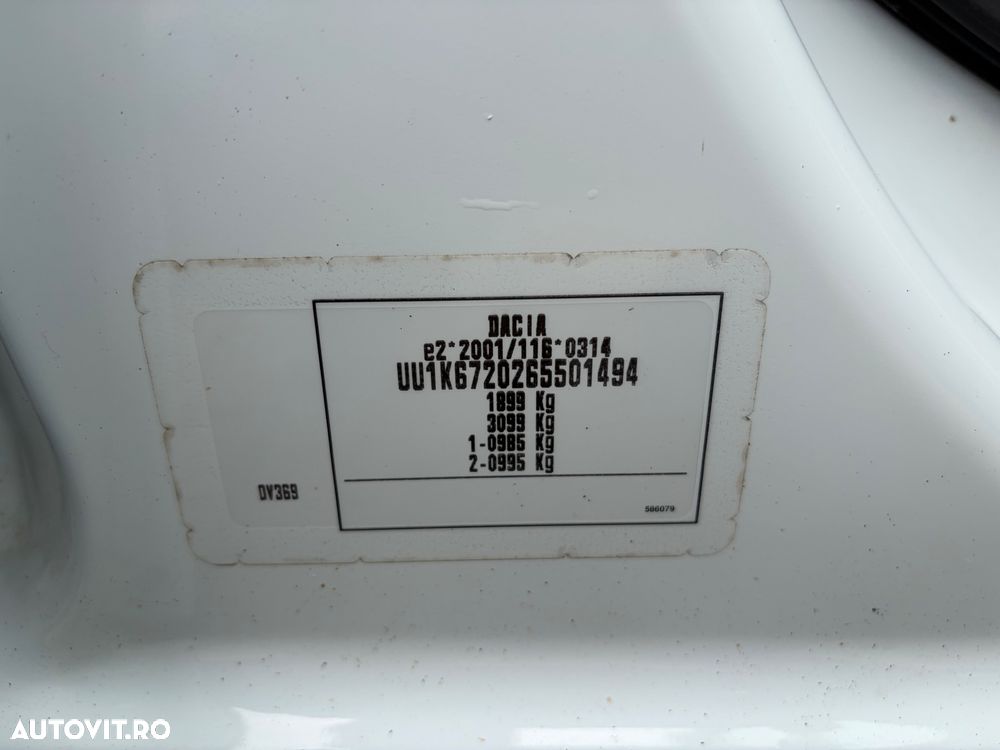 DACIA
e2*2001/116*0314
UU1K6720265501494
1899 Kg
3099 Kg
1-0985 Kg
2-0995 Kg
DV369
586079
AUTOVIT.RO